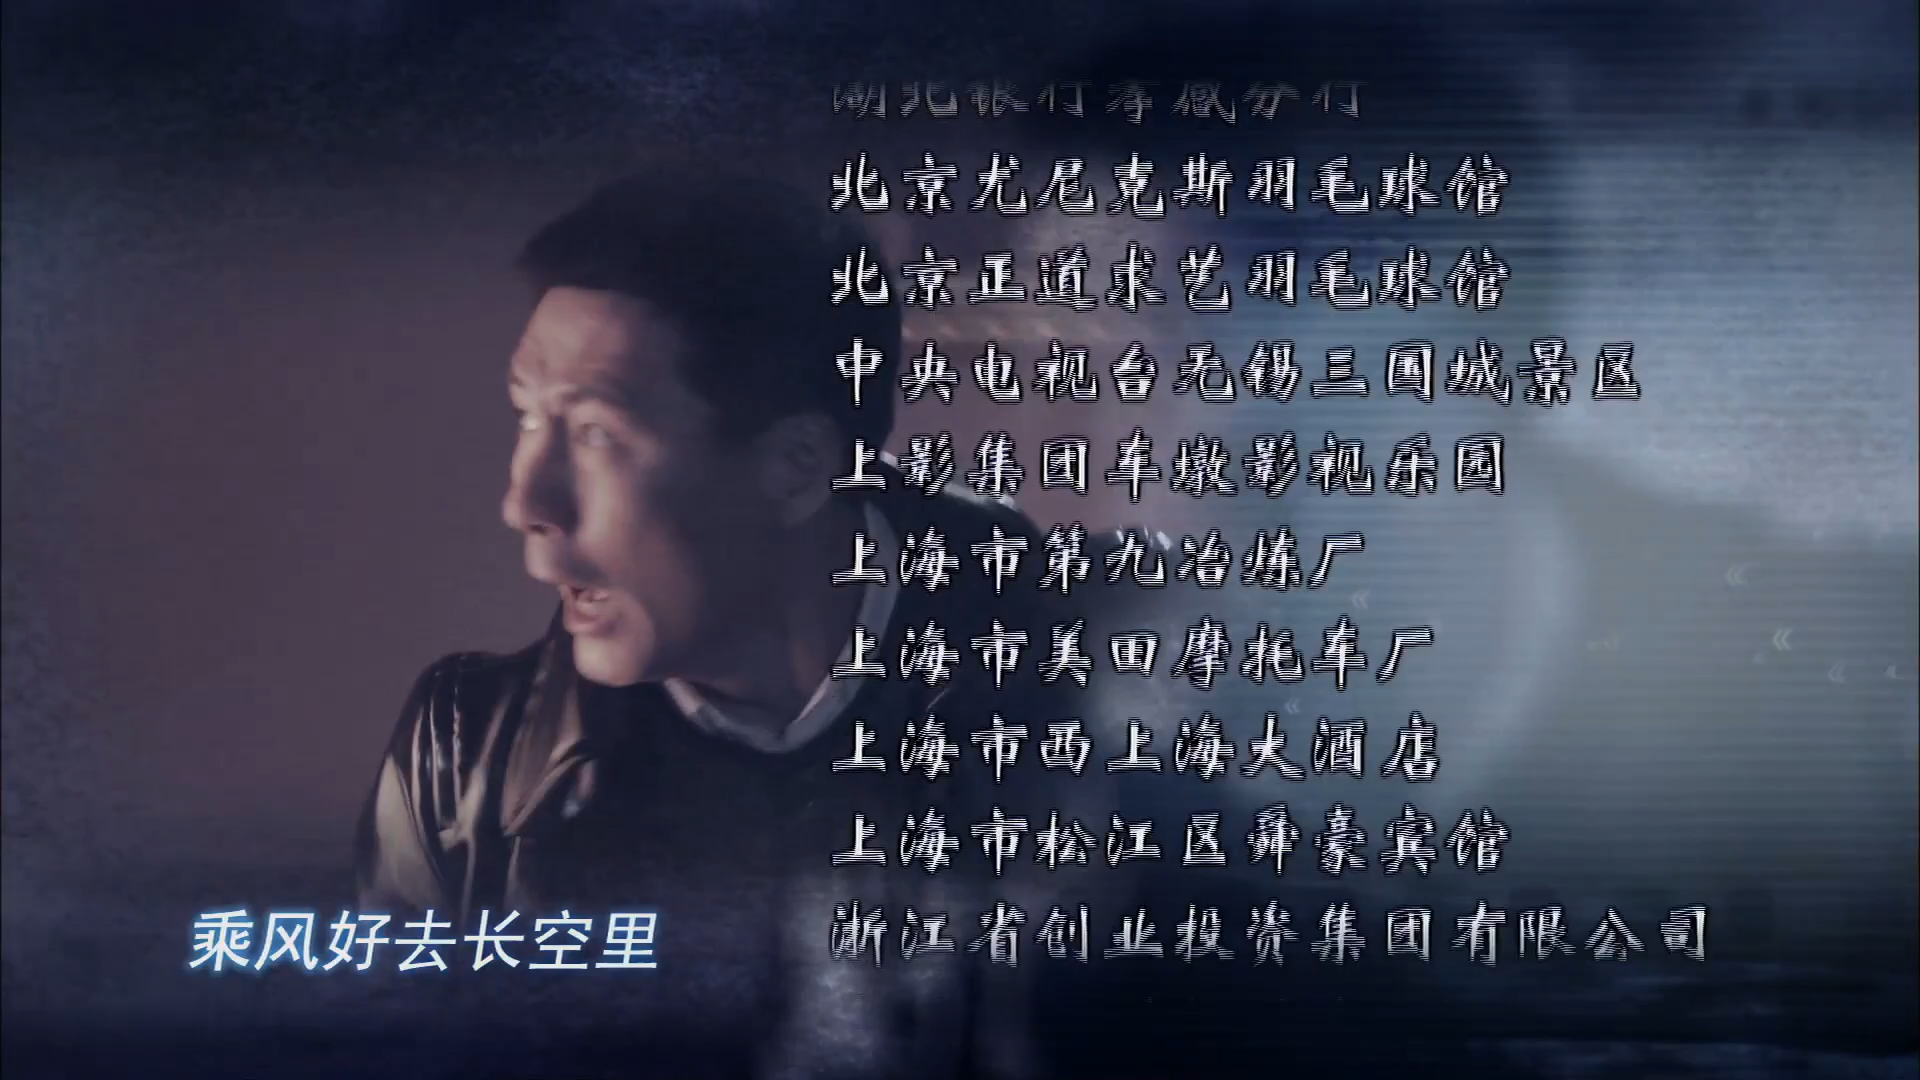 湖北银行孝感分行
北京尤尼克斯羽毛球馆
北京正道求艺羽毛球馆
中央电视台无锡三国城景区
上影集团车墩影视乐园
上海市第九冶炼厂
上海市美田摩托车厂
上海市西上海大酒店
上海市松江区舜豪宾馆
浙江省创业投资集团有限公司
乘风好去长空里